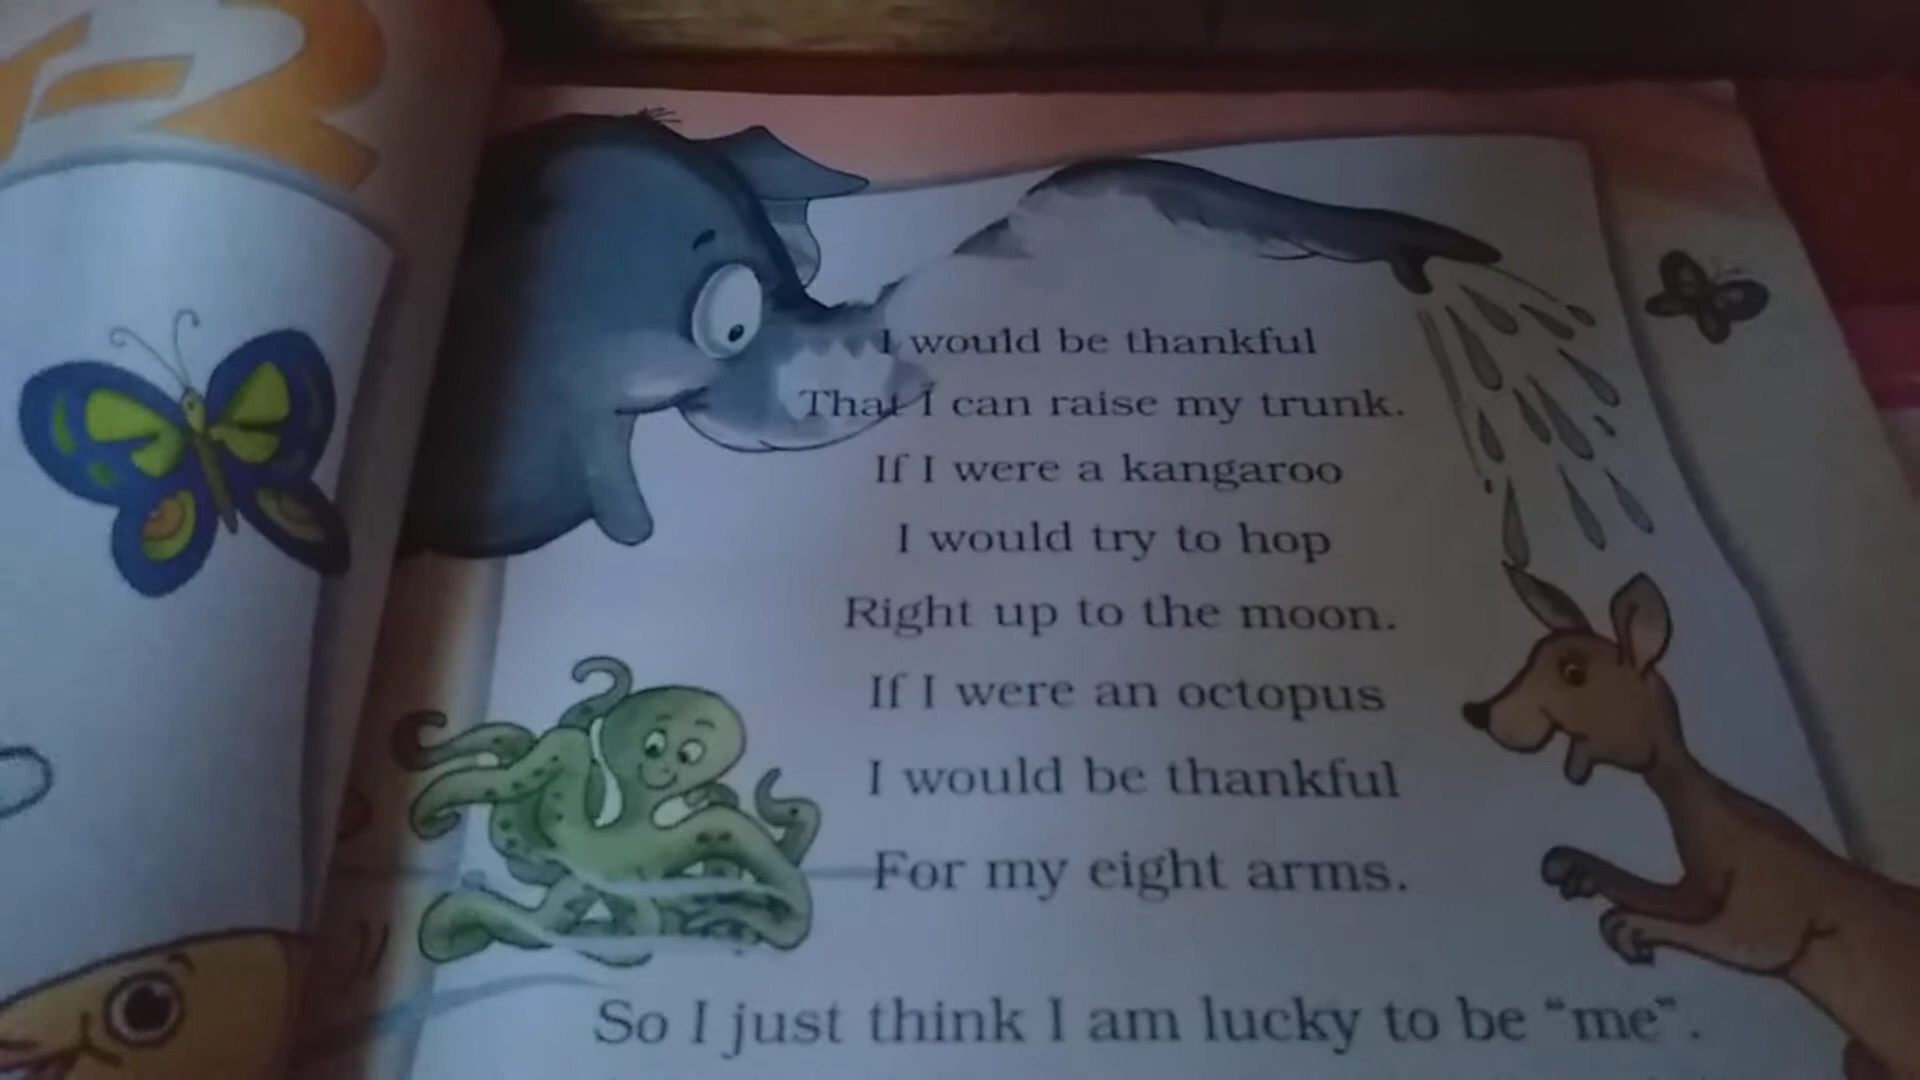 -2
I would be thankful
That I can raise my trunk.
If I were a kangaroo
I would try to hop
Right up to the moon.
If I were an octopus
I would be thankful
For my eight arms.
So I just think I am lucky to be "me".